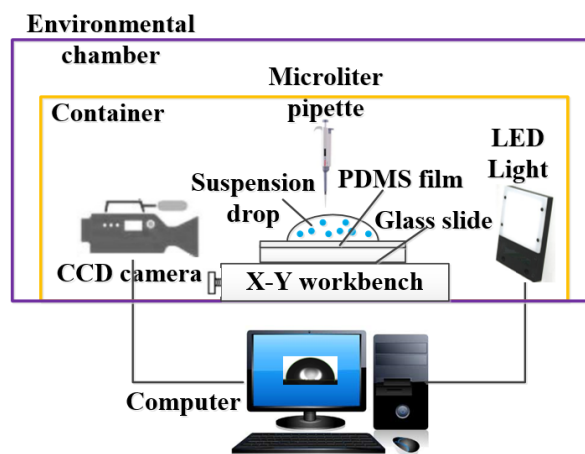 Environmental
chamber
Container
Microliter
pipette
LED
Light
Suspension
drop
PDMS film
Glass slide
CCD camera
X-Y workbench
Computer